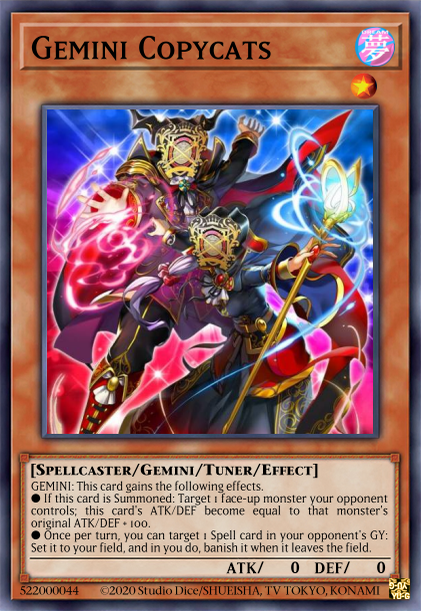 Gemini Copycats
DREAM
夢
[Spellcaster/Gemini/Tuner/Effect]
GEMINI: This card gains the following effects.
● If this card is Summoned: Target 1 face-up monster your opponent
controls; this card's ATK/DEF become equal to that monster's
original ATK/DEF + 100.
● Once per turn, you can target 1 Spell card in your opponent's GY:
Set it to your field, and in you do, banish it when it leaves the field.
ATK/ 0 DEF/ 0
522000044 ©2020 Studio Dice/SHUEISHA, TV TOKYO, KONAMI